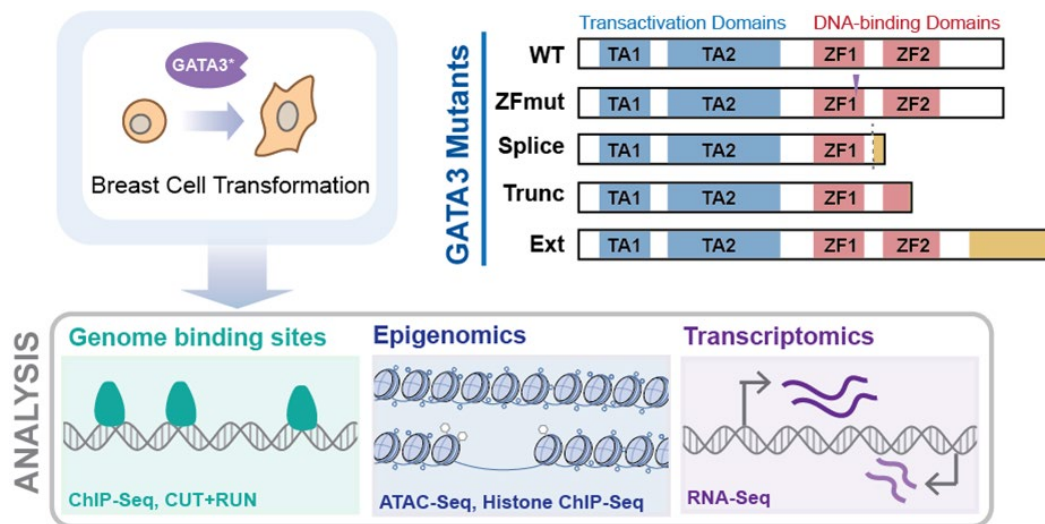 GATA3*
Breast Cell Transformation
GATA3 Mutants
Transactivation Domains DNA-binding Domains
WT TA1 TA2 ZF1 ZF2
ZFmut TA1 TA2 ZF1 ZF2
Splice TA1 TA2 ZF1
Trunc TA1 TA2 ZF1
Ext TA1 TA2 ZF1 ZF2
ANALYSIS
Genome binding sites
ChIP-Seq, CUT+RUN
Epigenomics
ATAC-Seq, Histone ChIP-Seq
Transcriptomics
RNA-Seq